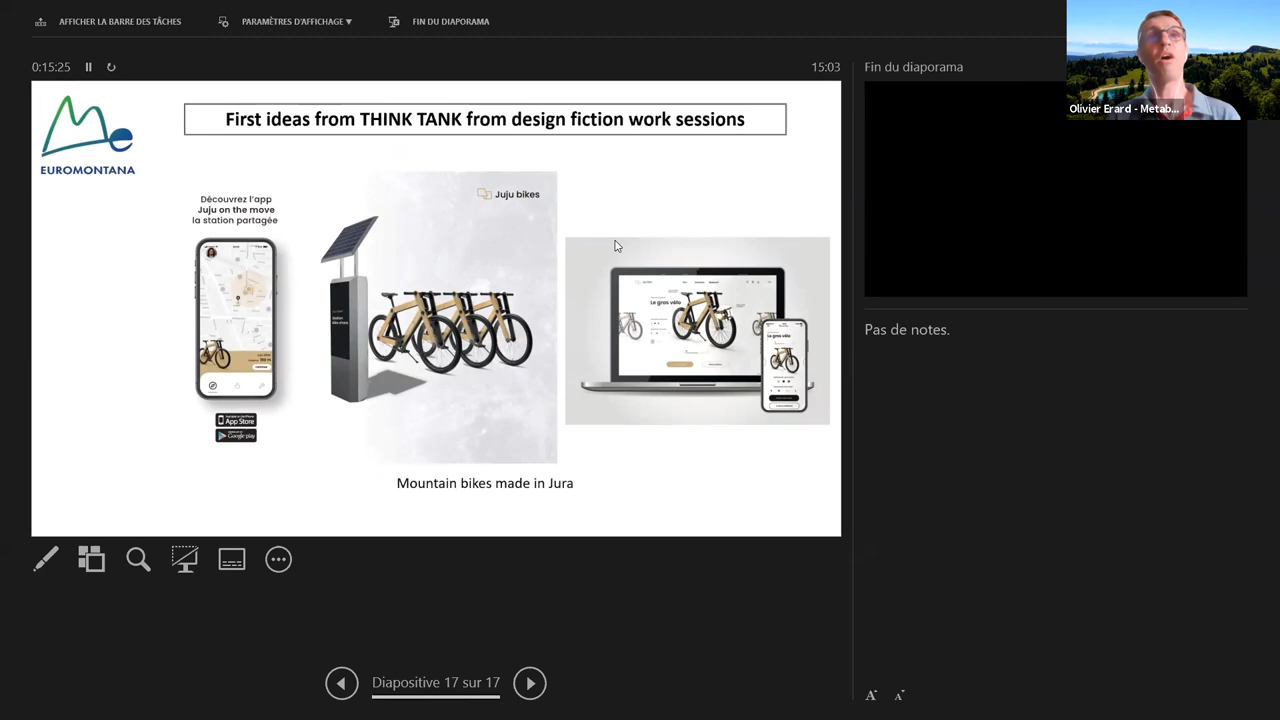 AFFICHER LA BARRE DES TÂCHES
PARAMÈTRES D'AFFICHAGE ▼
FIN DU DIAPORAMA
0:15:25
15:03
Fin du diaporama
Olivier Erard - Metab...
First ideas from THINK TANK from design fiction work sessions
EUROMONTANA
Découvrez l'app
Juju on the move
la station partagée
Juju bikes
Le gros vélo
Le gros vélo
App Store
Google play
Mountain bikes made in Jura
Pas de notes.
Diapositive 17 sur 17